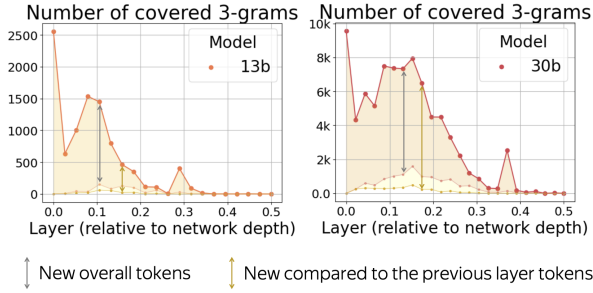 Number of covered 3-grams
Model
13b
2500
2000
1500
1000
500
0
0.0 0.1 0.2 0.3 0.4 0.5
Layer (relative to network depth)
Number of covered 3-grams
Model
30b
10k
8k
6k
4k
2k
0.0
0.0 0.1 0.2 0.3 0.4 0.5
Layer (relative to network depth)
New overall tokens
New compared to the previous layer tokens